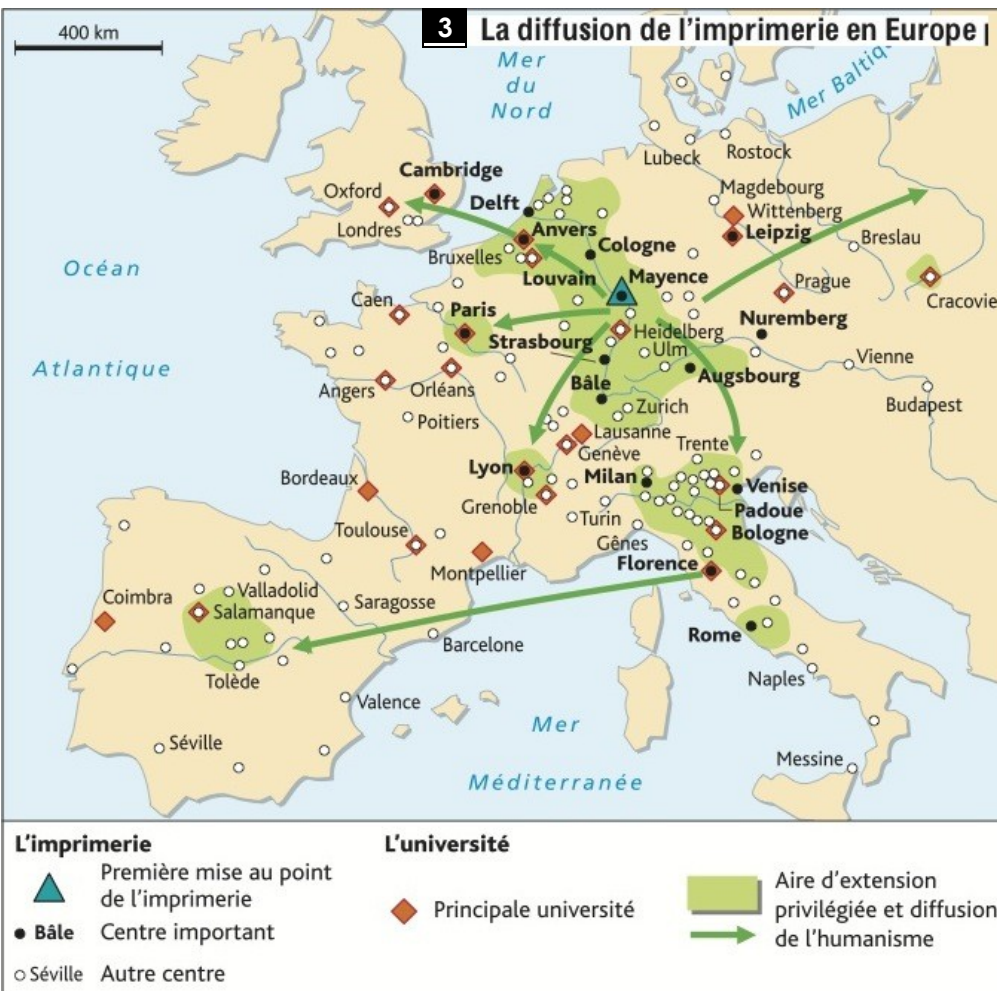 400 km
3 La diffusion de l'imprimerie en Europe
Mer
du
Nord
Mer Baltique
Lubeck
Rostock
Cambridge
Oxford
Londres
Delft
Anvers
Bruxelles
Louvain
Cologne
Mayence
Magdebourg
Wittenberg
Leipzig
Breslau
Prague
Cracovie
Océan
Atlantique
Caen
Paris
Strasbourg
Heidelberg
Ulm
Nuremberg
Augsbourg
Vienne
Budapest
Angers
Orléans
Poitiers
Bâle
Zurich
Lausanne
Genève
Trente
Bordeaux
Lyon
Grenoble
Milan
Venise
Padoue
Bologne
Turin
Gênes
Toulouse
Montpellier
Florence
Coimbra
Valladolid
Salamanque
Saragosse
Barcelone
Rome
Tolède
Naples
Valence
Séville
Mer
Méditerranée
Messine
L'imprimerie
Première mise au point
de l'imprimerie
Bâle Centre important
Séville Autre centre
L'université
Principale université
Aire d'extension
privilégiée et diffusion
de l'humanisme